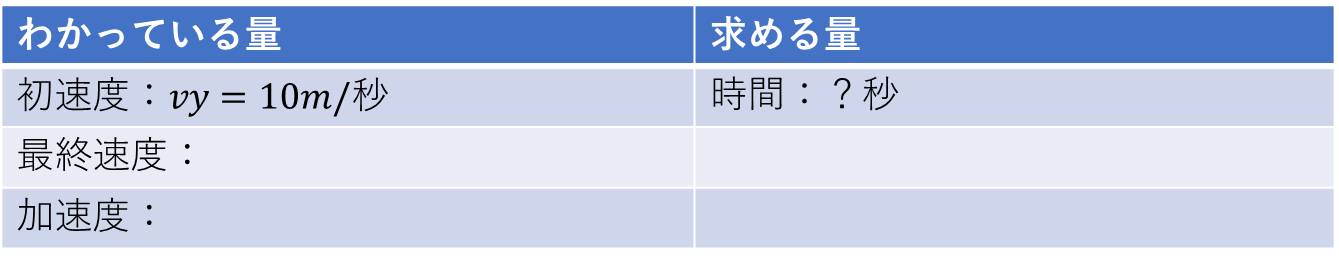 わかっている量
求める量
初速度：vy = 10m/秒
時間：？秒
最終速度：
加速度：